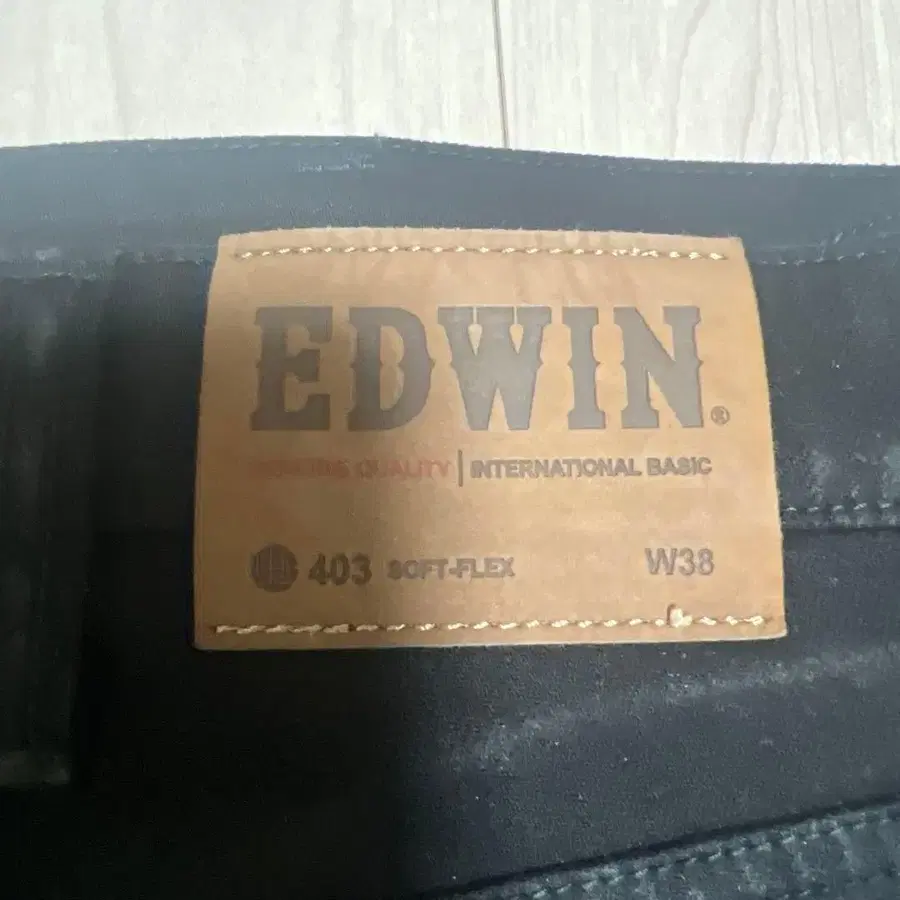 EDWIN®
QUALITY | INTERNATIONAL BASIC
403 SOFT-FLEX W38